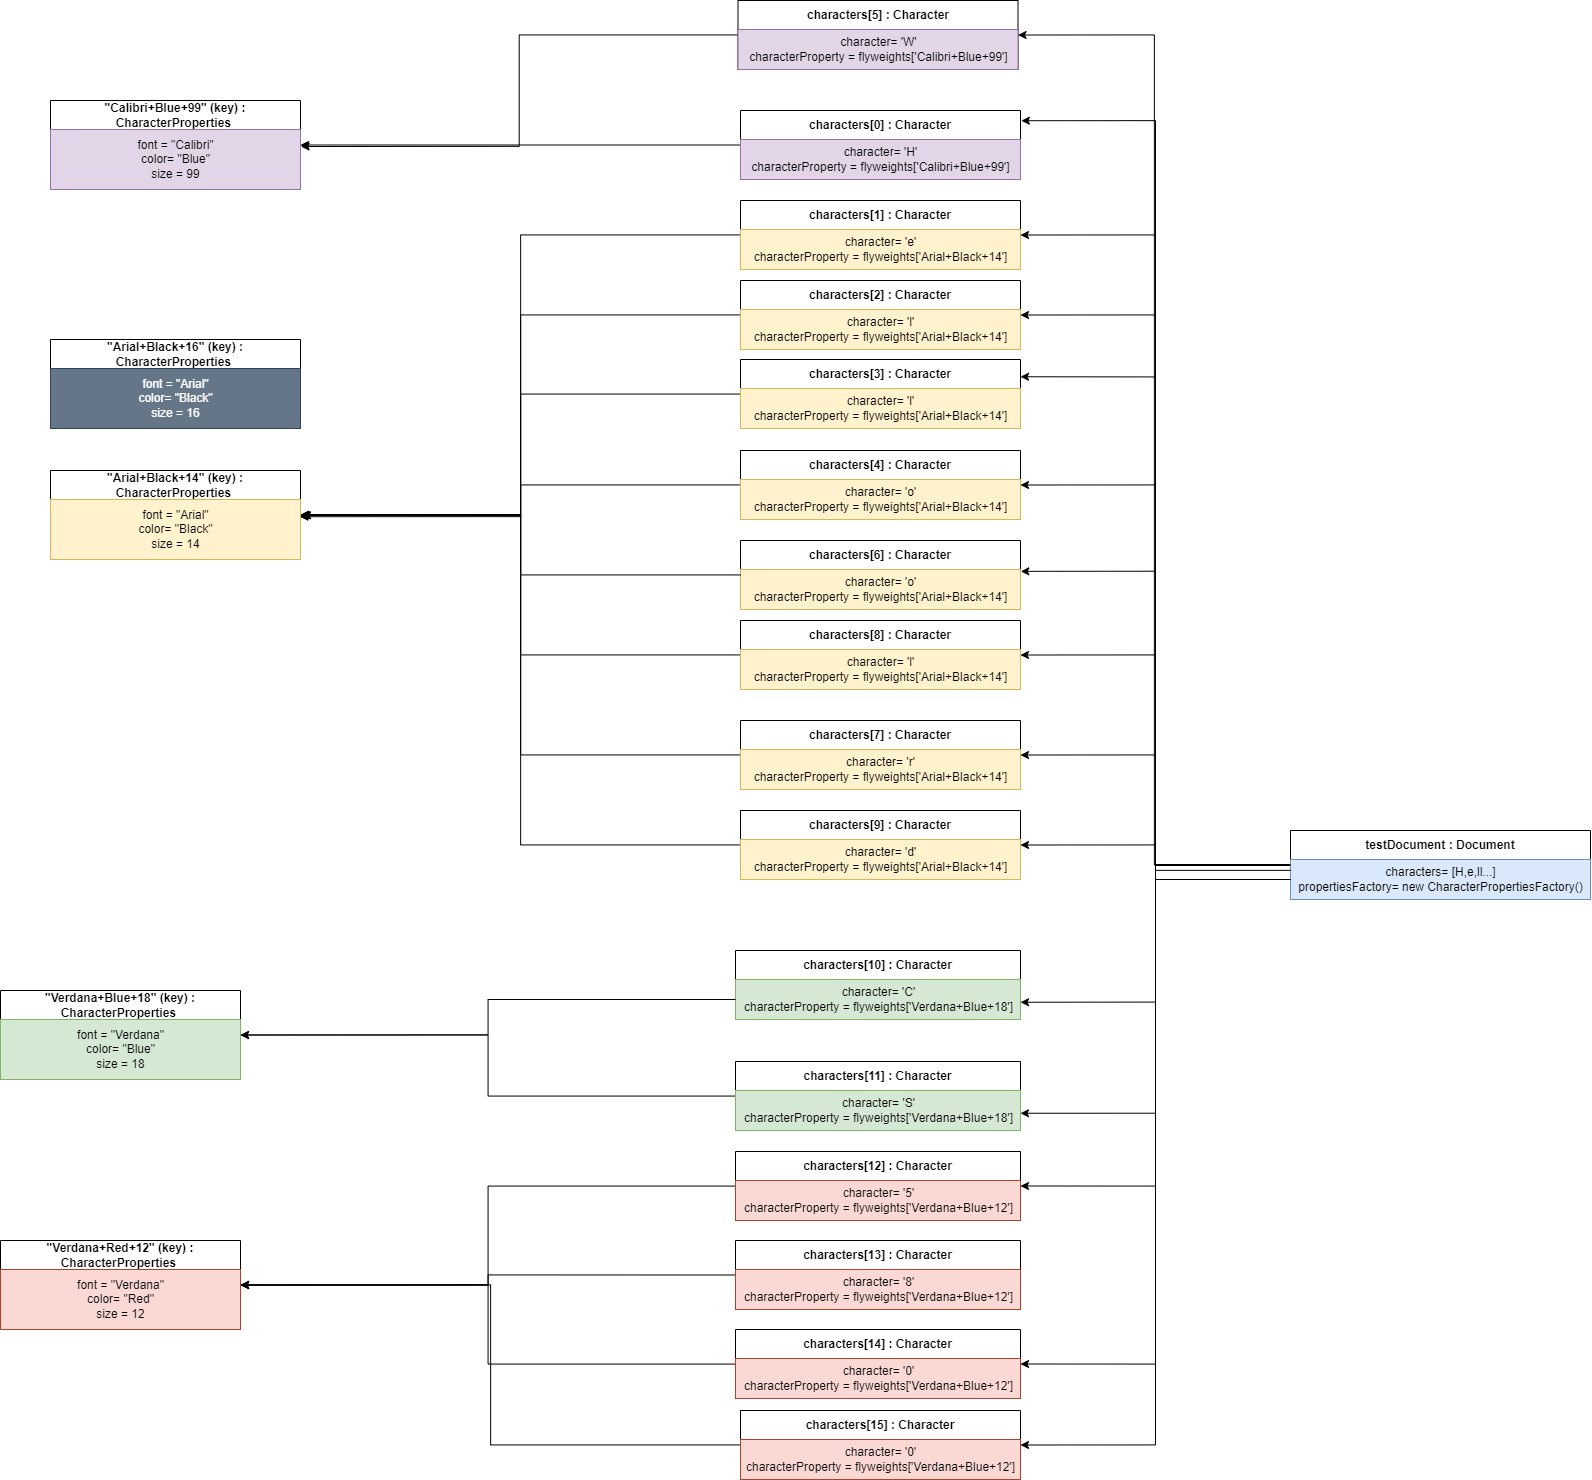 characters[5] : Character
character= 'W'
characterProperty = flyweights['Calibri+Blue+99']
"Calibri+Blue+99" (key) :
CharacterProperties
font = "Calibri"
color= "Blue"
size = 99
characters[0] : Character
character= 'H'
characterProperty = flyweights['Calibri+Blue+99']
characters[1] : Character
character= 'e'
characterProperty = flyweights['Arial+Black+14']
characters[2] : Character
character= 'l'
characterProperty = flyweights['Arial+Black+14']
"Arial+Black+16" (key) :
CharacterProperties
font = "Arial"
color= "Black"
size = 16
characters[3] : Character
character= 'l'
characterProperty = flyweights['Arial+Black+14']
"Arial+Black+14" (key) :
CharacterProperties
font = "Arial"
color= "Black"
size = 14
characters[4] : Character
character= 'o'
characterProperty = flyweights['Arial+Black+14']
characters[6] : Character
character= 'o'
characterProperty = flyweights['Arial+Black+14']
characters[8] : Character
character= 'l'
characterProperty = flyweights['Arial+Black+14']
characters[7] : Character
character= 'r'
characterProperty = flyweights['Arial+Black+14']
characters[9] : Character
character= 'd'
characterProperty = flyweights['Arial+Black+14']
testDocument : Document
characters= [H,e,ll...]
propertiesFactory= new CharacterPropertiesFactory()
characters[10] : Character
character= 'C'
characterProperty = flyweights['Verdana+Blue+18']
"Verdana+Blue+18" (key) :
CharacterProperties
font = "Verdana"
color= "Blue"
size = 18
characters[11] : Character
character= 'S'
characterProperty = flyweights['Verdana+Blue+18']
characters[12] : Character
character= '5'
characterProperty = flyweights['Verdana+Blue+12']
"Verdana+Red+12" (key) :
CharacterProperties
font = "Verdana"
color= "Red"
size = 12
characters[13] : Character
character= '8'
characterProperty = flyweights['Verdana+Blue+12']
characters[14] : Character
character= '0'
characterProperty = flyweights['Verdana+Blue+12']
characters[15] : Character
character= '0'
characterProperty = flyweights['Verdana+Blue+12']